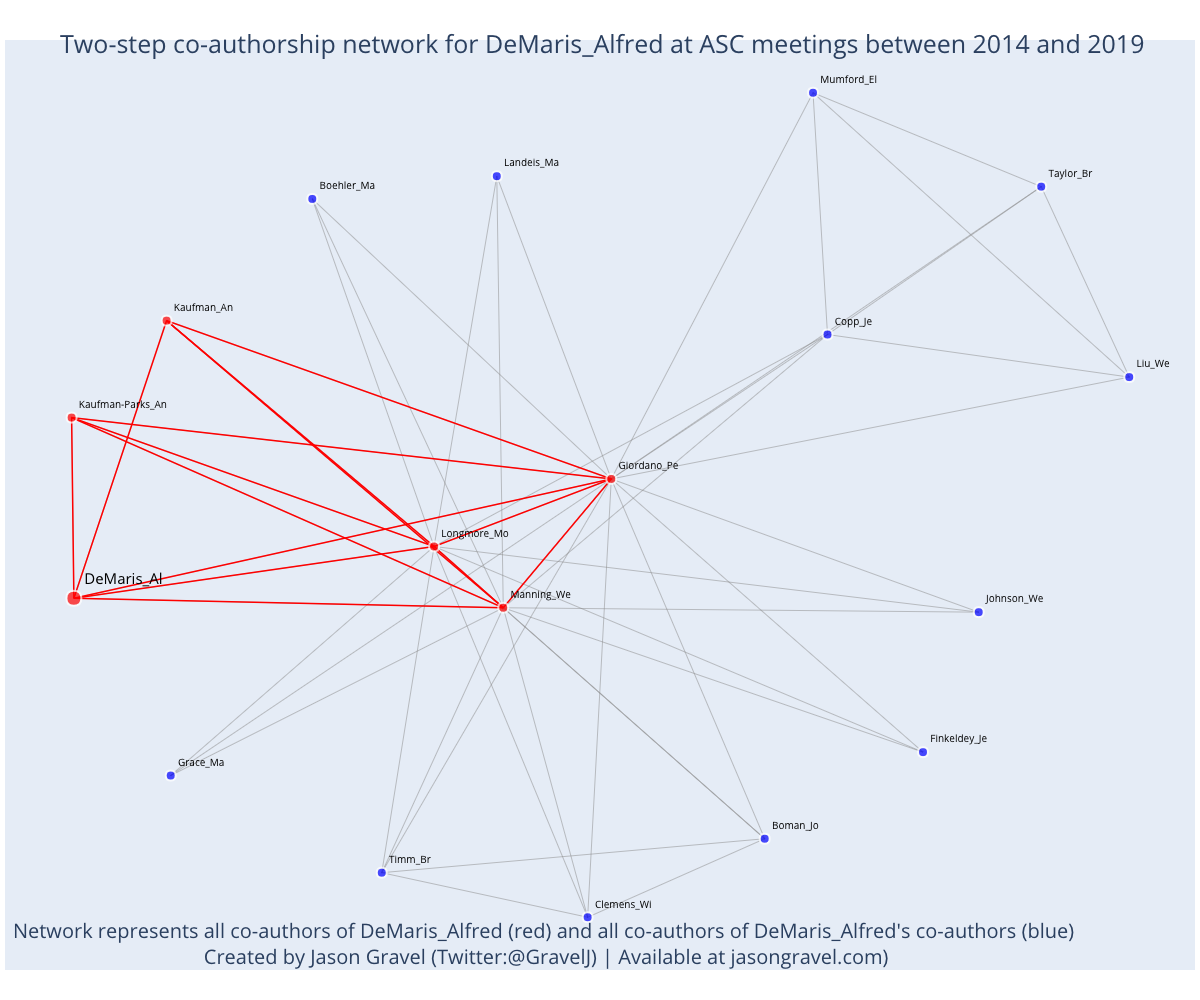 Two-step co-authorship network for DeMaris_Alfred at ASC meetings between 2014 and 2019
Mumford_El
Landeis_Ma
Taylor_Br
Boehler_Ma
Kaufman_An
Copp_Je
Liu_We
Kaufman-Parks_An
Giordano_Pe
Longmore_Mo
DeMaris_Al
Manning_We
Johnson_We
Finkeldey_Je
Grace_Ma
Boman_Jo
Timm_Br
Clemens_Wi
Network represents all co-authors of DeMaris_Alfred (red) and all co-authors of DeMaris_Alfred's co-authors (blue)
Created by Jason Gravel (Twitter:@GravelJ) | Available at jasongravel.com)